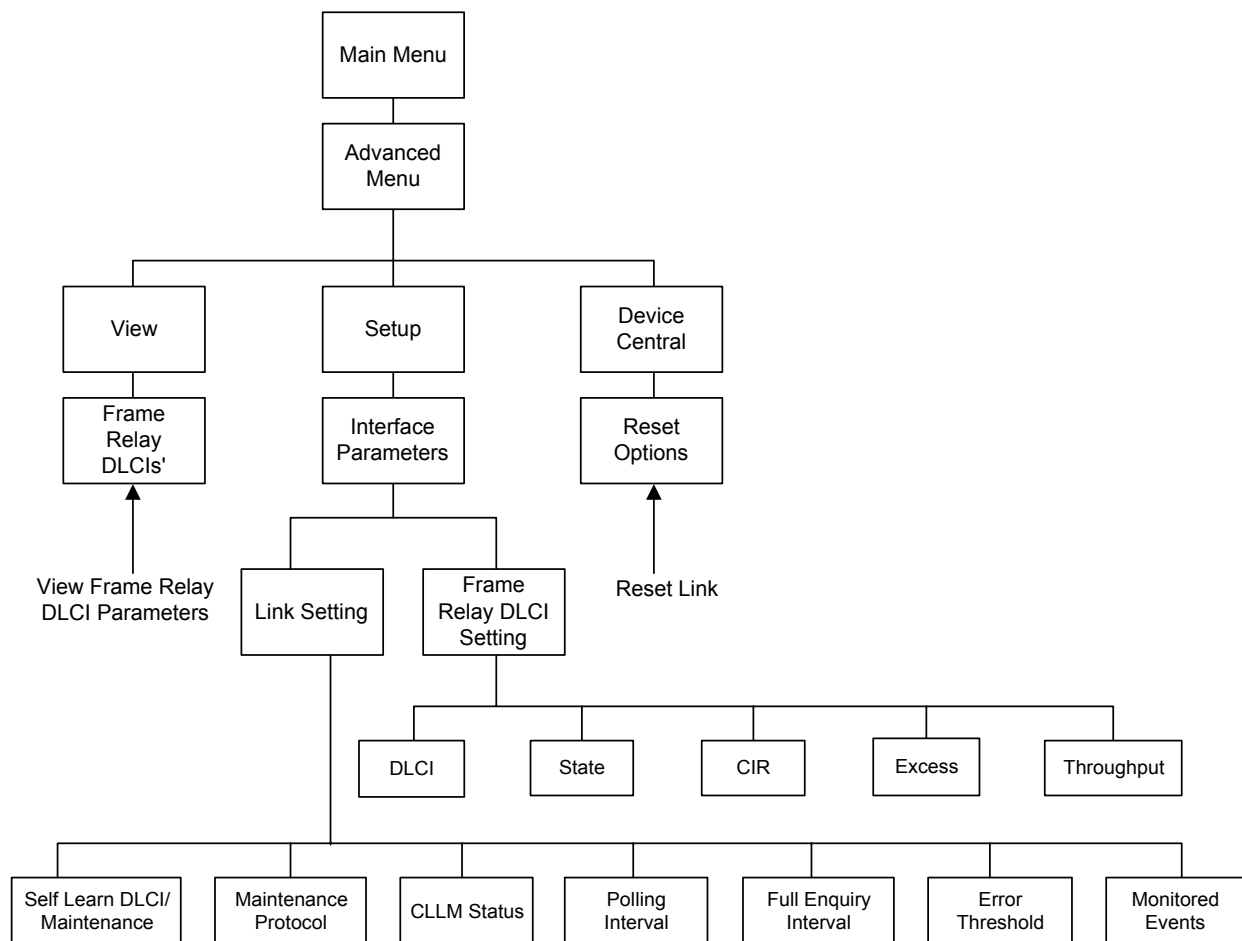 Main Menu
Advanced
Menu
View
Setup
Device
Central
Frame
Relay
DLCIs'
Interface
Parameters
Reset
Options
View Frame Relay
DLCI Parameters
Link Setting
Frame
Relay DLCI
Setting
Reset Link
DLCI
State
CIR
Excess
Throughput
Self Learn DLCI/
Maintenance
Maintenance
Protocol
CLLM Status
Polling
Interval
Full Enquiry
Interval
Error
Threshold
Monitored
Events